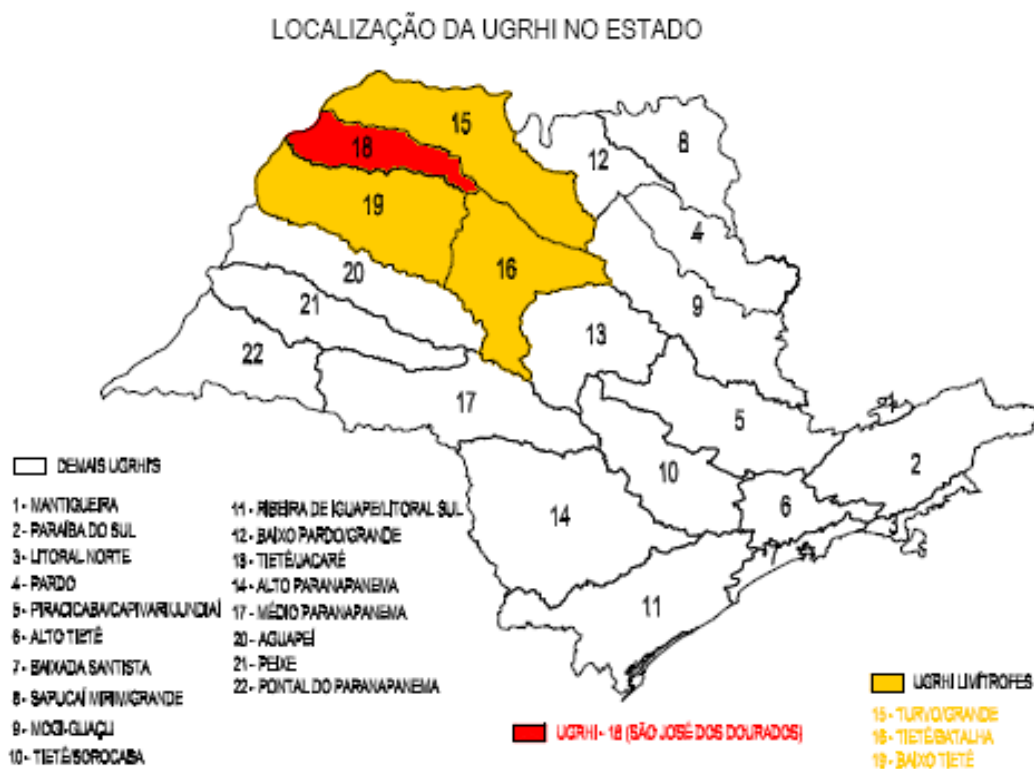 LOCALIZAÇÃO DA UGRHI NO ESTADO
15
8
12
18
19
4
20
16
9
21
13
22
17
5
1
2
10
6
14
3
7
11
DEMAIS UGRHIS
1 - MANTIQUEIRA
2 - PARAÍBA DO SUL
3 - LITORAL NORTE
4 - PARDO
5 - PIRACICABA/CAPIVARI/JUNDIAÍ
6 - ALTO TIETÊ
7 - BAIXADA SANTISTA
8 - SAPUCAÍ MIRIM/GRANDE
9 - MOGI-GUAÇU
10 - TIETÊ/SOROCABA
11 - RIBEIRA DE IGUAPE/LITORAL SUL
12 - BAIXO PARDO/GRANDE
13 - TIETÊ/JACARÉ
14 - ALTO PARANAPANEMA
17 - MÉDIO PARANAPANEMA
20 - AGUAPEÍ
21 - PEIXE
22 - PONTAL DO PARANAPANEMA
UGRHI - 18 (SÃO JOSÉ DOS DOURADOS)
UGRHI LIMÍTROFES
15 - TURVO/GRANDE
16 - TIETÊ/BATALHA
19 - BAIXO TIETÊ